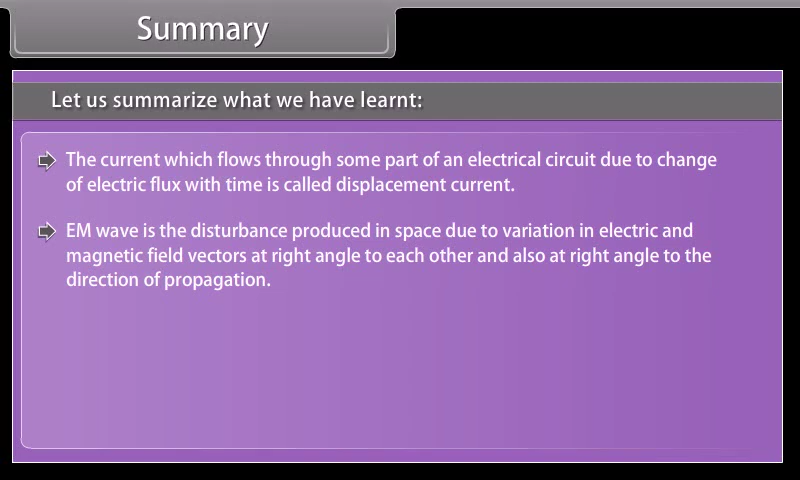 Summary
Let us summarize what we have learnt:
The current which flows through some part of an electrical circuit due to change
of electric flux with time is called displacement current.
EM wave is the disturbance produced in space due to variation in electric and
magnetic field vectors at right angle to each other and also at right angle to the
direction of propagation.